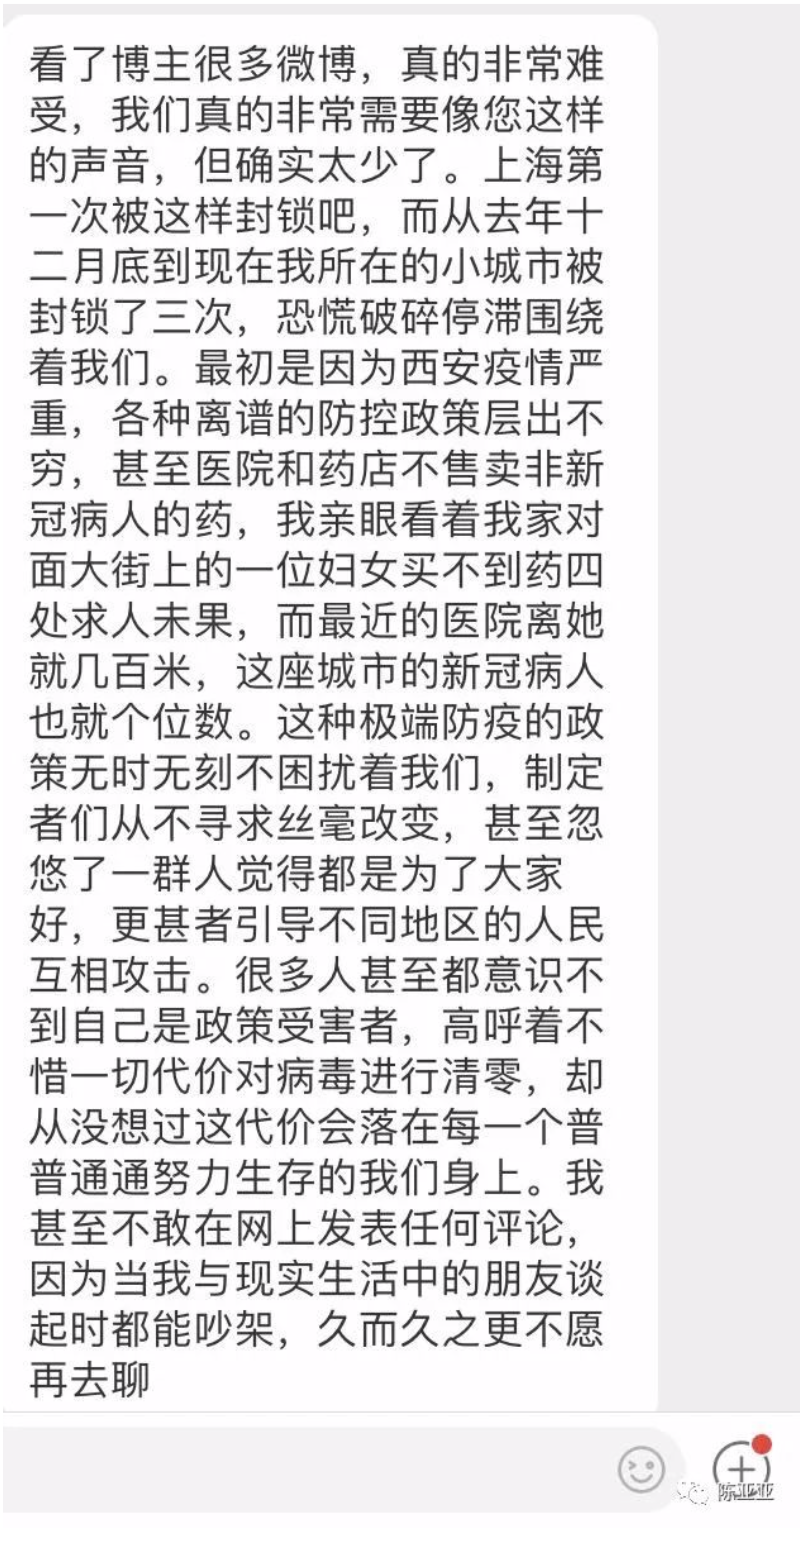 看了博主很多微博，真的非常难
受，我们真的非常需要像您这样
的声音，但确实太少了。上海第
一次被这样封锁吧，而从去年十
二月底到现在我所在的小城市被
封锁了三次，恐慌破碎停滞围绕
着我们。最初是因为西安疫情严
重，各种离谱的防控政策层出不
穷，甚至医院和药店不售卖非新
冠病人的药，我亲眼看着我家对
面大街上的一位妇女买不到药四
处求人未果，而最近的医院离她
就几百米，这座城市的新冠病人
也就个位数。这种极端防疫的政
策无时无刻不困扰着我们，制定
者们从不寻求丝毫改变，甚至忽
悠了一群人觉得都是为了大家
好，更甚者引导不同地区的人民
互相攻击。很多人甚至都意识不
到自己是政策受害者，高呼着不
惜一切代价对病毒进行清零，却
从没想过这代价会落在每一个普
普通通努力生存的我们身上。我
甚至不敢在网上发表任何评论，
因为当我与现实生活中的朋友谈
起时都能吵架，久而久之更不愿
再去聊
陈亚亚